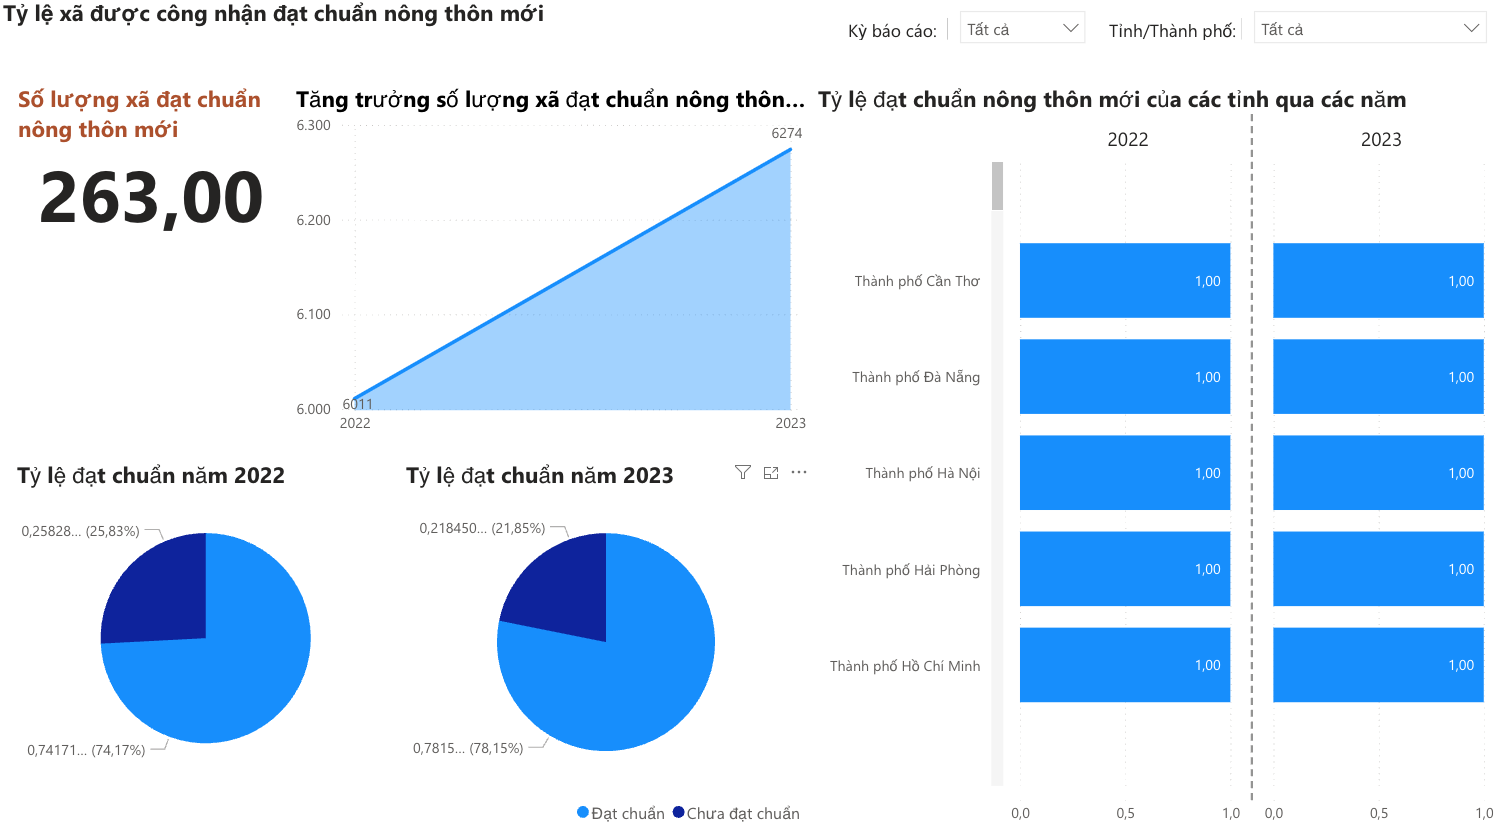 Tỷ lệ xã được công nhận đạt chuẩn nông thôn mới
Kỳ báo cáo:
Tất cả
Tỉnh/Thành phố:
Tất cả
Số lượng xã đạt chuẩn
nông thôn mới
263,00
Tăng trưởng số lượng xã đạt chuẩn nông thôn...
6.300
6.200
6.100
6.000
6274
6011
2022
2023
Tỷ lệ đạt chuẩn nông thôn mới của các tỉnh qua các năm
2022
2023
Thành phố Cần Thơ
1,00
1,00
Thành phố Đà Nẵng
1,00
1,00
Thành phố Hà Nội
1,00
1,00
Thành phố Hải Phòng
1,00
1,00
Thành phố Hồ Chí Minh
1,00
1,00
0,0
0,5
1,0
0,0
0,5
1,0
Tỷ lệ đạt chuẩn năm 2022
0,25828... (25,83%)
0,74171... (74,17%)
Tỷ lệ đạt chuẩn năm 2023
0,218450... (21,85%)
0,7815... (78,15%)
Đạt chuẩn
Chưa đạt chuẩn